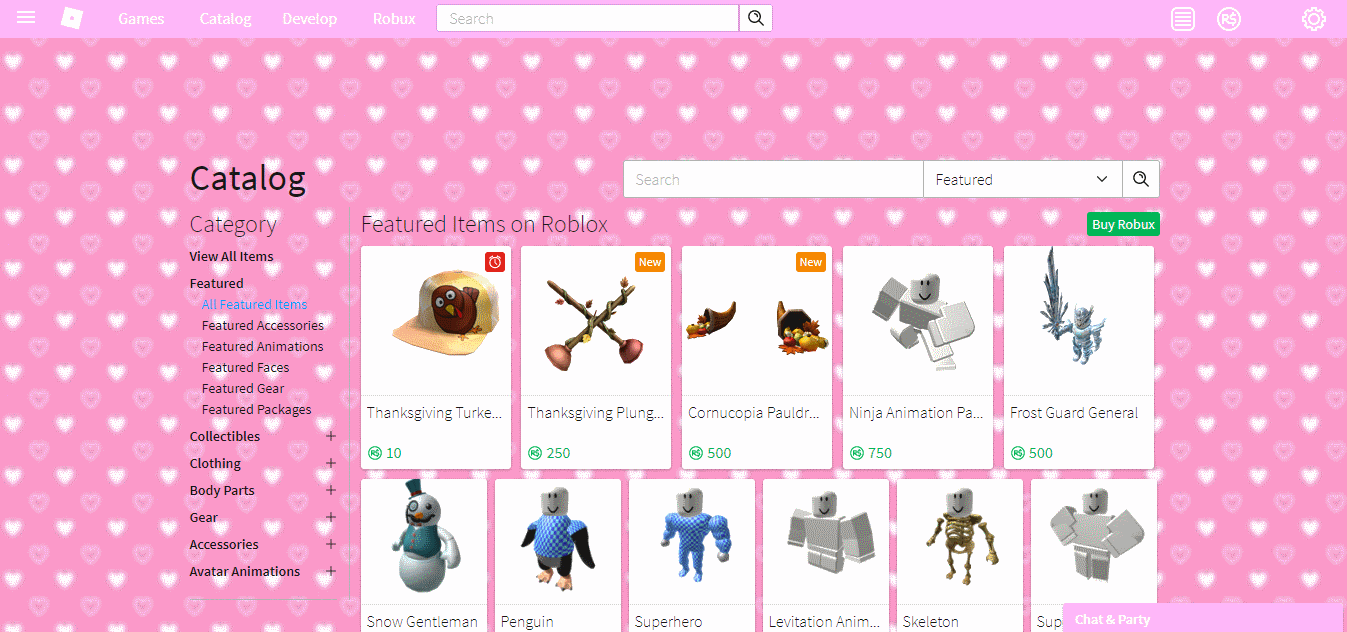 Games Catalog Develop Robux Search
Catalog
Search Featured
Category
Featured Items on Roblox
Buy Robux
View All Items
Featured
All Featured Items
Featured Accessories
Featured Animations
Featured Faces
Featured Gear
Featured Packages
Collectibles +
Clothing +
Body Parts +
Gear +
Accessories +
Avatar Animations +
New
New
Thanksgiving Turke... Thanksgiving Plung... Cornucopia Pauldr... Ninja Animation Pa... Frost Guard General
R$ 10 R$ 250 R$ 500 R$ 750 R$ 500
Snow Gentleman Penguin Superhero Levitation Anim... Skeleton Sup
Chat & Party